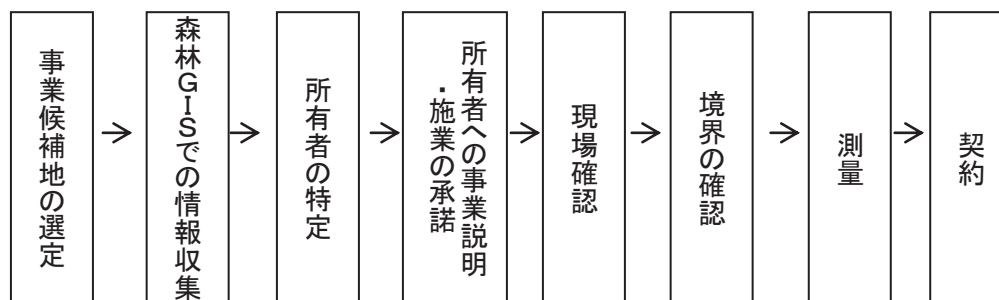 事業候補地の選定
森林GISでの情報収集
所有者の特定
所有者への事業説明
・施業の承諾
現場確認
境界の確認
測量
契約